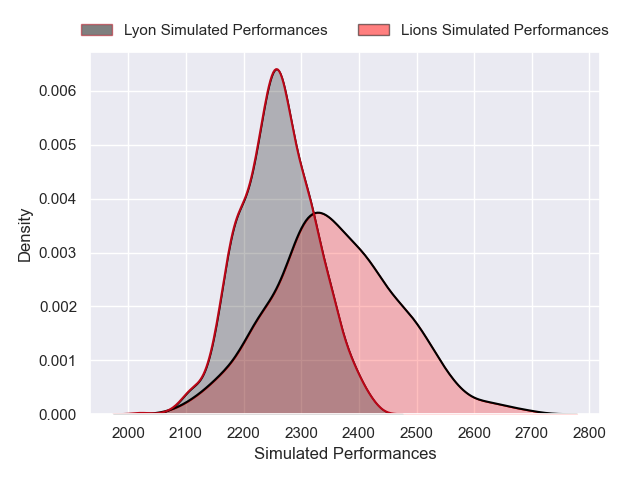 Lyon Simulated Performances
Lions Simulated Performances
0.006
0.005
0.004
0.003
0.002
0.001
0.000
Density
2000 2100 2200 2300 2400 2500 2600 2700 2800
Simulated Performances